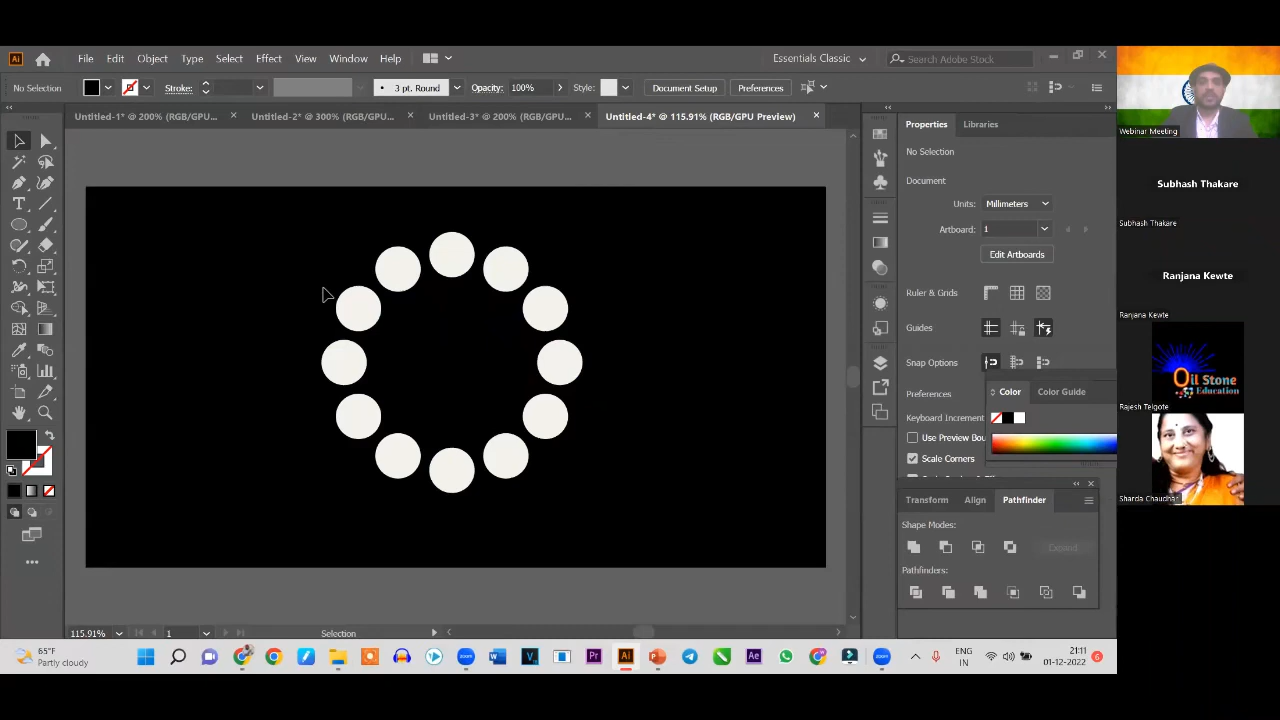 Ai
File Edit Object Type Select Effect View Window Help
Essentials Classic
Search Adobe Stock
No Selection
Stroke:
3 pt. Round
Opacity: 100%
Style:
Document Setup
Preferences
Untitled-1* @ 200% (RGB/GPU...
Untitled-2* @ 300% (RGB/GPU...
Untitled-3* @ 200% (RGB/GPU...
Untitled-4* @ 115.91% (RGB/GPU Preview)
Properties
Libraries
No Selection
Document
Units: Millimeters
Artboard: 1
Edit Artboards
Ruler & Grids
Guides
Snap Options
Preferences
Keyboard Increment
Use Preview Bou
Scale Corners
Color
Color Guide
Transform
Align
Pathfinder
Shape Modes:
Expand
Pathfinders:
115.91%
1
Selection
65°F
Partly cloudy
ENG
IN
21:11
01-12-2022
6
Webinar Meeting
Subhash Thakare
Subhash Thakare
Ranjana Kewte
Ranjana Kewte
Oil Stone
Education
Rajesh Telgote
Sharda Chaudhari